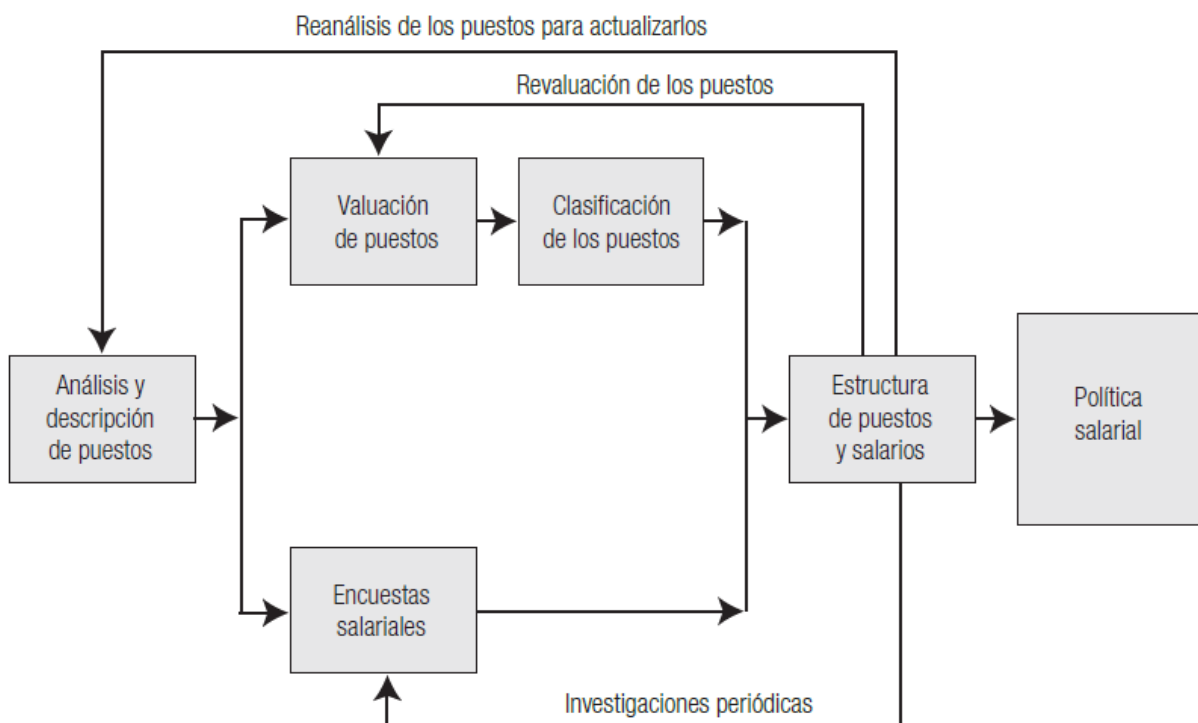 Reanálisis de los puestos para actualizarlos
Revaluación de los puestos
Valuación
de puestos
Clasificación
de los puestos
Análisis y
descripción
de puestos
Estructura
de puestos
y salarios
Política
salarial
Encuestas
salariales
Investigaciones periódicas